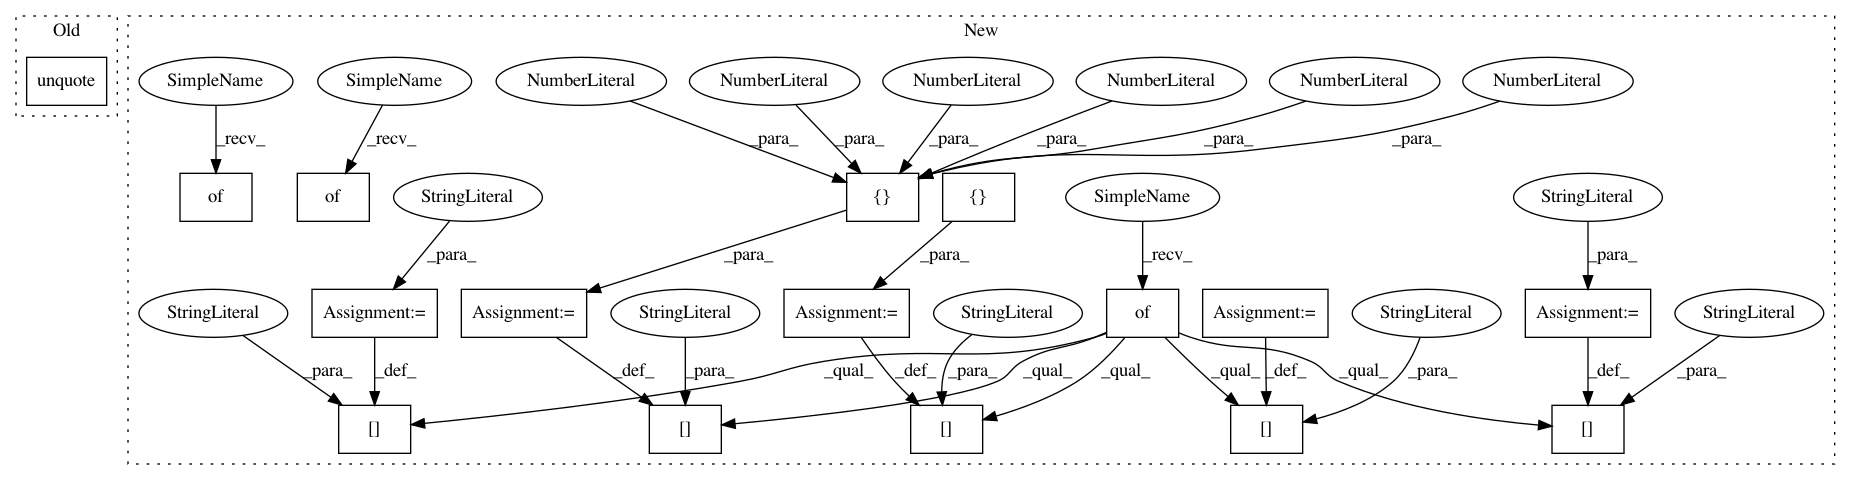 Old
New
unquote
SimpleName
SimpleName
NumberLiteral
NumberLiteral
NumberLiteral
NumberLiteral
NumberLiteral
NumberLiteral
_recv_
_recv_
_para_
_para_
_para_
_para_
_para_
_para_
of
of
StringLiteral
{}
{}
SimpleName
StringLiteral
_para_
_para_
_para_
_recv_
_para_
StringLiteral
Assignment:=
Assignment:=
StringLiteral
Assignment:=
StringLiteral
of
Assignment:=
StringLiteral
Assignment:=
StringLiteral
_para_
_def_
_def_
_para_
_qual_
_def_
_para_
_qual_
_qual_
_qual_
_def_
_para_
_qual_
_def_
_para_
[]
[]
[]
[]
[]